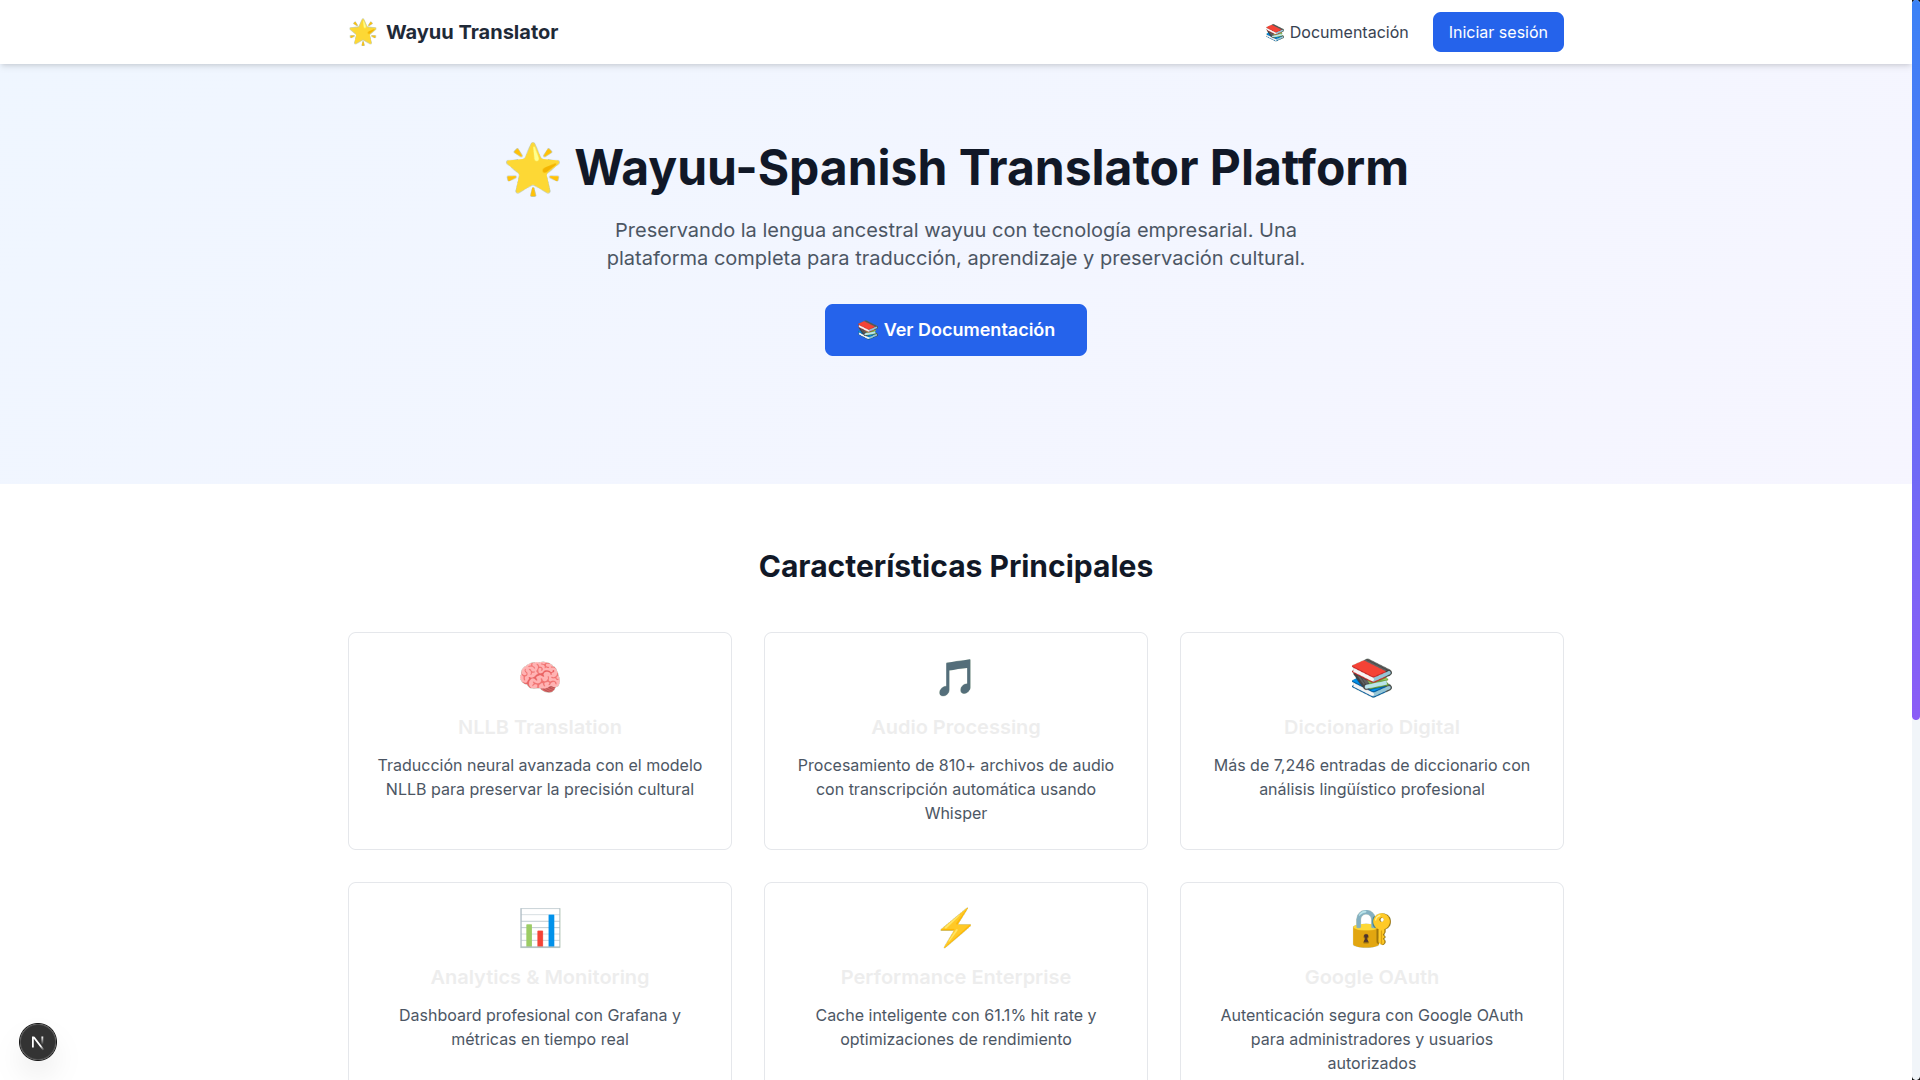 Wayuu Translator
Documentación
Iniciar sesión
Wayuu-Spanish Translator Platform
Preservando la lengua ancestral wayuu con tecnología empresarial. Una
plataforma completa para traducción, aprendizaje y preservación cultural.
Ver Documentación
Características Principales
NLLB Translation
Traducción neural avanzada con el modelo
NLLB para preservar la precisión cultural
Audio Processing
Procesamiento de 810+ archivos de audio
con transcripción automática usando
Whisper
Diccionario Digital
Más de 7,246 entradas de diccionario con
análisis lingüístico profesional
Analytics & Monitoring
Dashboard profesional con Grafana y
métricas en tiempo real
Performance Enterprise
Cache inteligente con 61.1% hit rate y
optimizaciones de rendimiento
Google OAuth
Autenticación segura con Google OAuth
para administradores y usuarios
autorizados
N